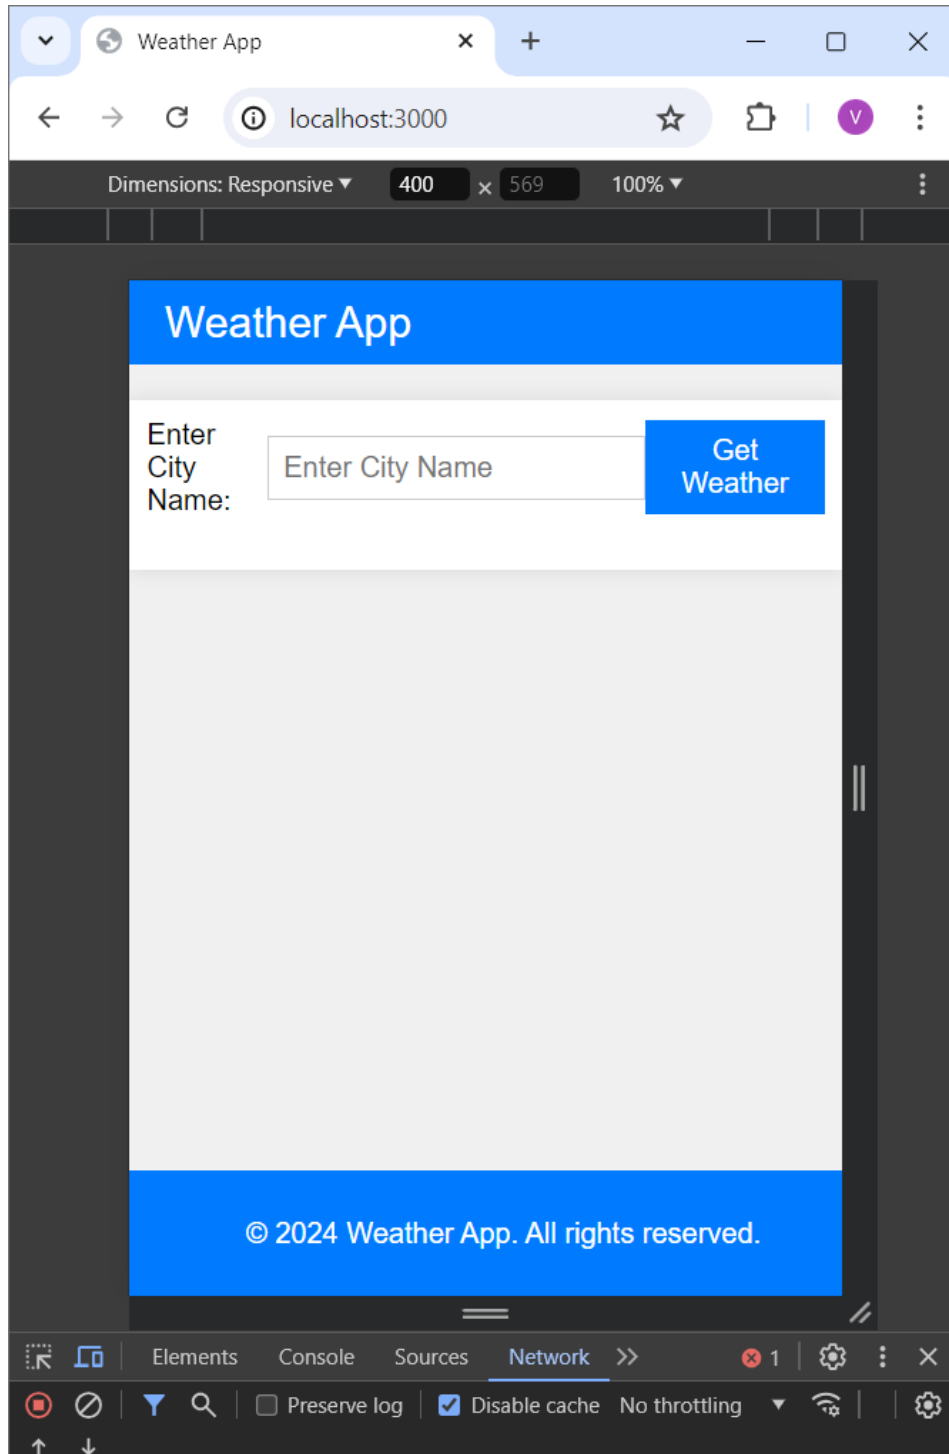 Weather App
localhost:3000
V
Dimensions: Responsive 400 × 569 100%
Weather App
Enter
City
Name:
Enter City Name
Get
Weather
© 2024 Weather App. All rights reserved.
Elements Console Sources Network 1
Preserve log Disable cache No throttling